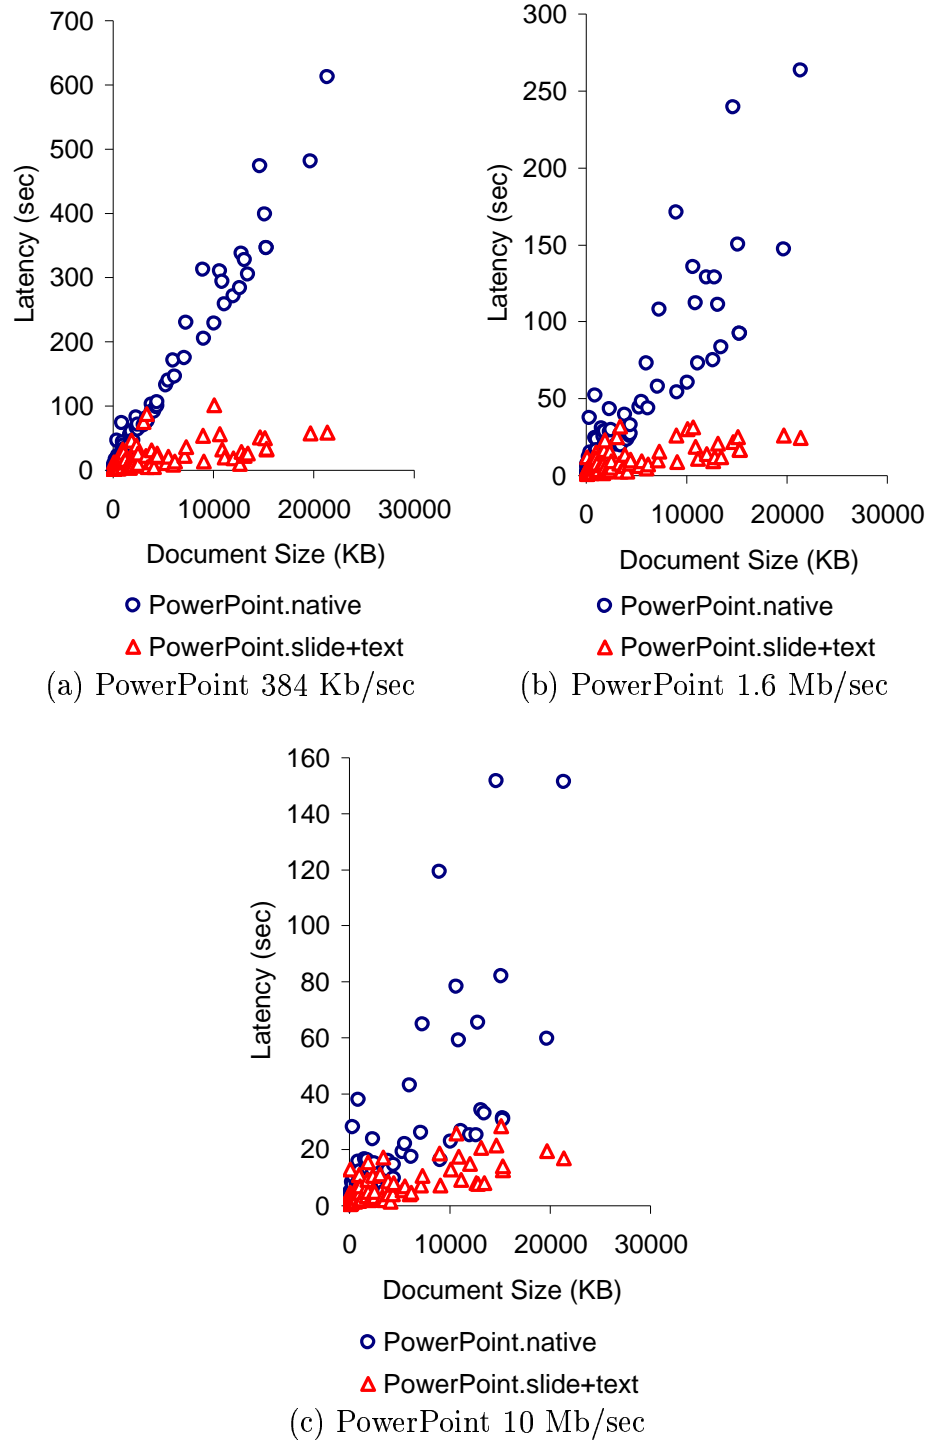 700
600
500
400
300
200
100
0
0 10000 20000 30000
Latency (sec)
Document Size (KB)
PowerPoint.native
PowerPoint.slide+text
(a) PowerPoint 384 Kb/sec
300
250
200
150
100
50
0
0 10000 20000 30000
Latency (sec)
Document Size (KB)
PowerPoint.native
PowerPoint.slide+text
(b) PowerPoint 1.6 Mb/sec
160
140
120
100
80
60
40
20
0
0 10000 20000 30000
Latency (sec)
Document Size (KB)
PowerPoint.native
PowerPoint.slide+text
(c) PowerPoint 10 Mb/sec